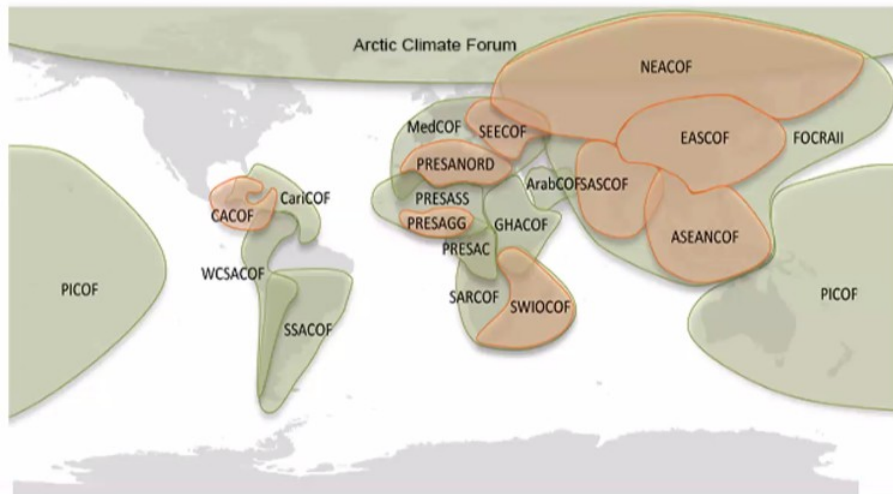 Arctic Climate Forum
NEACOF
MedCOF
SEECOF
EASCOF
FOCRAII
PRESANORD
ArabCOF
SASCOF
CariCOF
PRESASS
CACOF
PRESAGG
GHACOF
ASEANCOF
PRESAC
WCSACOF
PICOF
SARCOF
SWIOCOF
PICOF
SSACOF